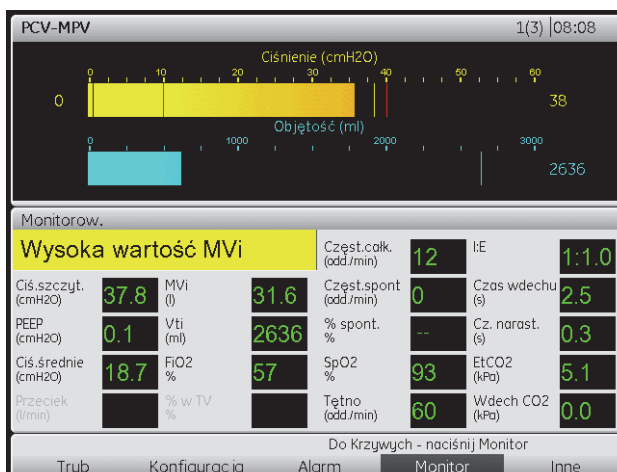 PCV-MPV 1(3) |08:08
Ciśnienie (cmH2O)
0 10 20 30 40 50 60
0 38
Objętość (ml)
0 1000 2000 3000
2636
Monitorow.
Wysoka wartość MVi
Częst.całk. (odd./min) 12 I:E 1:1.0
Ciś.szczyt. (cmH2O) 37.8 MVi (l) 31.6 Częst.spont (odd./min) 0 Czas wdechu (s) 2.5
PEEP (cmH2O) 0.1 Vti (ml) 2636 % spont. % -- Cz. narast. (s) 0.3
Ciś.średnie (cmH2O) 18.7 FiO2 % 57 SpO2 % 93 EtCO2 (kPa) 5.1
Przeciek (l/min) % w TV % Tętno (odd./min) 60 Wdech CO2 (kPa) 0.0
Do Krzywych - naciśnij Monitor
Tryb Konfiguracja Alarm Monitor Inne